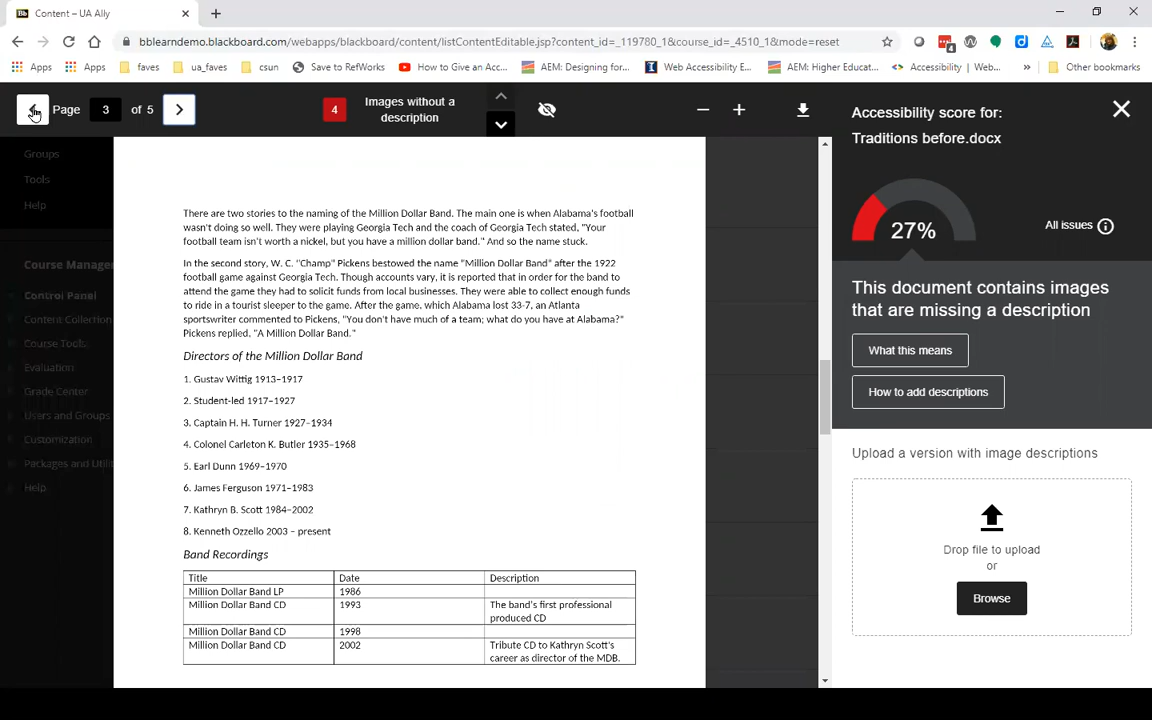 Content – UA Ally
bblearndemo.blackboard.com/webapps/blackboard/content/listContentEditable.jsp?content_id=_119780_1&course_id=_4510_1&mode=reset
Apps Apps faves ua_faves csun Save to RefWorks How to Give an Acc... AEM: Designing for... Web Accessibility E... AEM: Higher Educat... Accessibility | Web... » Other bookmarks
Page 3 of 5
4
Images without a
description
Groups
Tools
Help
Course Manage
Control Panel
Content Collection
Course Tools
Evaluation
Grade Center
Users and Groups
Customization
Packages and Utilit
Help
There are two stories to the naming of the Million Dollar Band. The main one is when Alabama's football
wasn't doing so well. They were playing Georgia Tech and the coach of Georgia Tech stated, "Your
football team isn't worth a nickel, but you have a million dollar band." And so the name stuck.
In the second story, W. C. "Champ" Pickens bestowed the name "Million Dollar Band" after the 1922
football game against Georgia Tech. Though accounts vary, it is reported that in order for the band to
attend the game they had to solicit funds from local businesses. They were able to collect enough funds
to ride in a tourist sleeper to the game. After the game, which Alabama lost 33-7, an Atlanta
sportswriter commented to Pickens, "You don't have much of a team; what do you have at Alabama?"
Pickens replied, "A Million Dollar Band."
Directors of the Million Dollar Band
1. Gustav Wittig 1913–1917
2. Student-led 1917–1927
3. Captain H. H. Turner 1927–1934
4. Colonel Carleton K. Butler 1935–1968
5. Earl Dunn 1969–1970
6. James Ferguson 1971–1983
7. Kathryn B. Scott 1984–2002
8. Kenneth Ozzello 2003 – present
Band Recordings
Title Date Description
Million Dollar Band LP 1986
Million Dollar Band CD 1993 The band's first professional
produced CD
Million Dollar Band CD 1998
Million Dollar Band CD 2002 Tribute CD to Kathryn Scott's
career as director of the MDB.
Accessibility score for:
Traditions before.docx
27%
All issues
This document contains images
that are missing a description
What this means
How to add descriptions
Upload a version with image descriptions
Drop file to upload
or
Browse